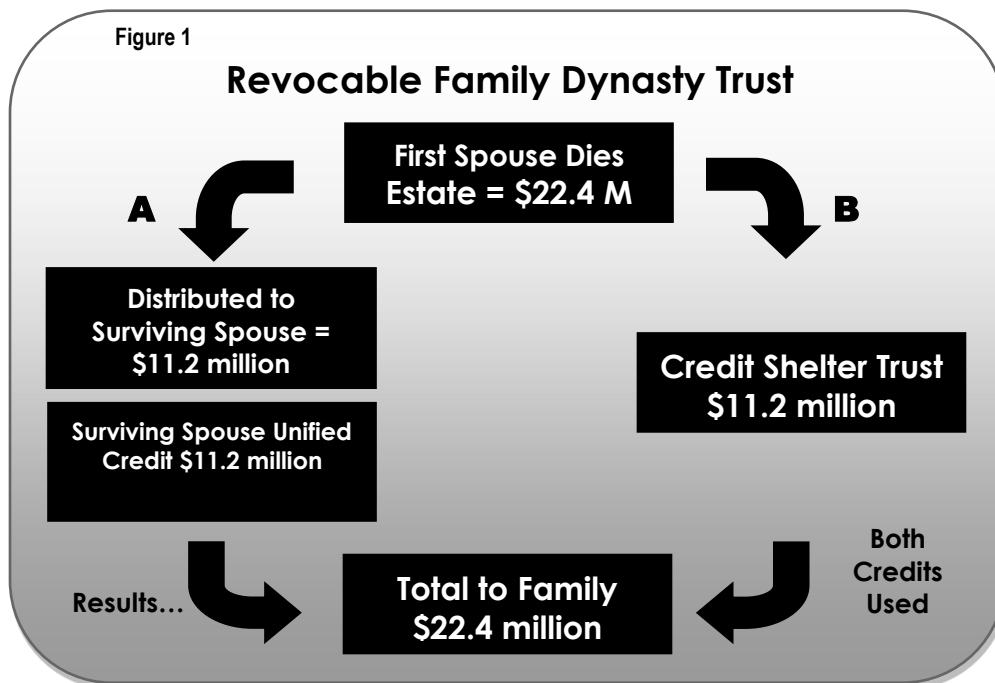 Figure 1
Revocable Family Dynasty Trust
First Spouse Dies
Estate = $22.4 M
A
B
Distributed to
Surviving Spouse =
$11.2 million
Surviving Spouse Unified
Credit $11.2 million
Credit Shelter Trust
$11.2 million
Results…
Total to Family
$22.4 million
Both
Credits
Used